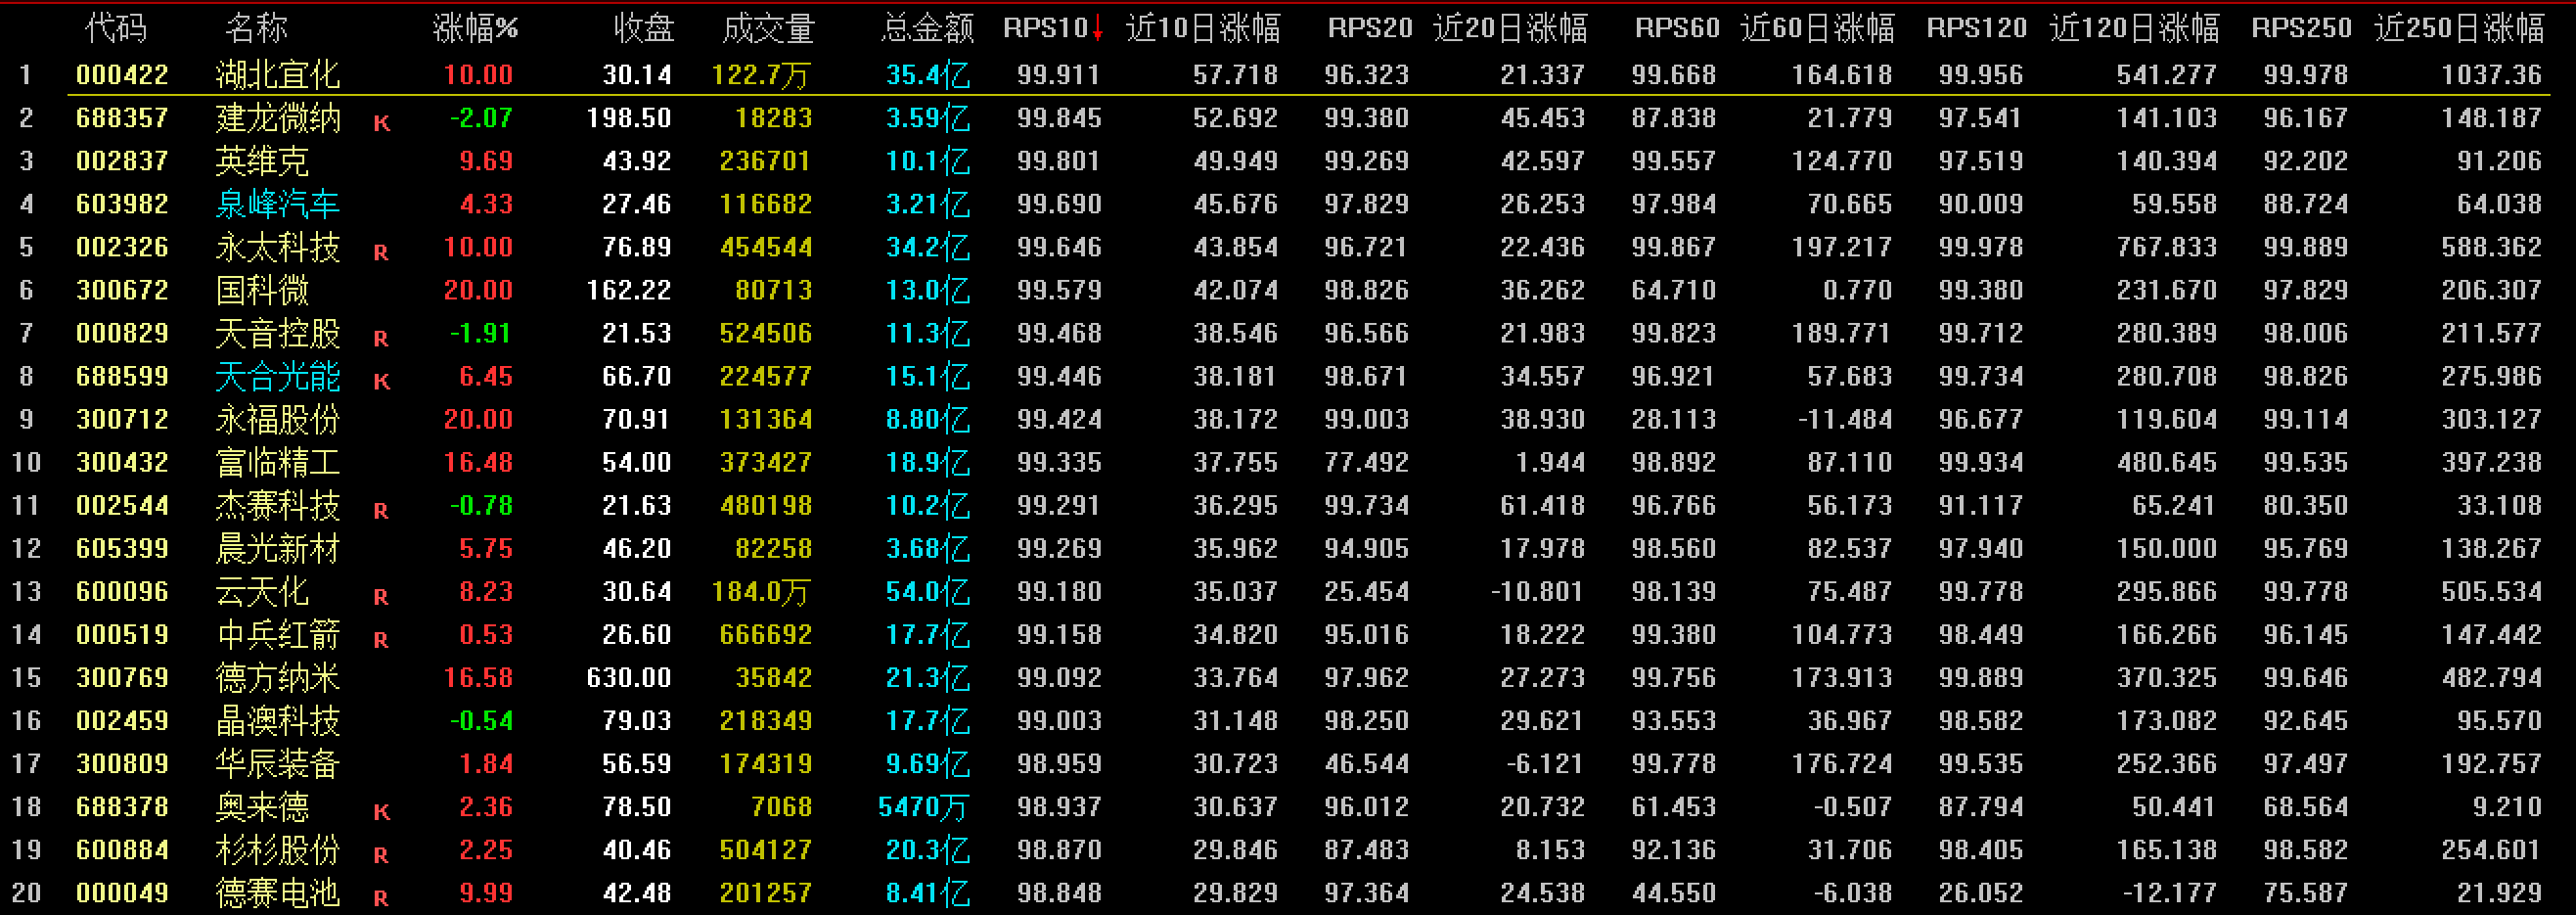 代码 名称 涨幅% 收盘 成交量 总金额 RPS10↓ 近10日涨幅 RPS20 近20日涨幅 RPS60 近60日涨幅 RPS120 近120日涨幅 RPS250 近250日涨幅
1 000422 湖北宜化 10.00 30.14 122.7万 35.4亿 99.911 57.718 96.323 21.337 99.668 164.618 99.956 541.277 99.978 1037.36
2 688357 建龙微纳 K -2.07 198.50 18283 3.59亿 99.845 52.692 99.380 45.453 87.838 21.779 97.541 141.103 96.167 148.187
3 002837 英维克 9.69 43.92 236701 10.1亿 99.801 49.949 99.269 42.597 99.557 124.770 97.519 140.394 92.202 91.206
4 603982 泉峰汽车 4.33 27.46 116682 3.21亿 99.690 45.676 97.829 26.253 97.984 70.665 90.009 59.558 88.724 64.038
5 002326 永太科技 R 10.00 76.89 454544 34.2亿 99.646 43.854 96.721 22.436 99.867 197.217 99.978 767.833 99.889 588.362
6 300672 国科微 20.00 162.22 80713 13.0亿 99.579 42.074 98.826 36.262 64.710 0.770 99.380 231.670 97.829 206.307
7 000829 天音控股 R -1.91 21.53 524506 11.3亿 99.468 38.546 96.566 21.983 99.823 189.771 99.712 280.389 98.006 211.577
8 688599 天合光能 K 6.45 66.70 224577 15.1亿 99.446 38.181 98.671 34.557 96.921 57.683 99.734 280.708 98.826 275.986
9 300712 永福股份 20.00 70.91 131364 8.80亿 99.424 38.172 99.003 38.930 28.113 -11.484 96.677 119.604 99.114 303.127
10 300432 富临精工 16.48 54.00 373427 18.9亿 99.335 37.755 77.492 1.944 98.892 87.110 99.934 480.645 99.535 397.238
11 002544 杰赛科技 R -0.78 21.63 480198 10.2亿 99.291 36.295 99.734 61.418 96.766 56.173 91.117 65.241 80.350 33.108
12 605399 晨光新材 5.75 46.20 82258 3.68亿 99.269 35.962 94.905 17.978 98.560 82.537 97.940 150.000 95.769 138.267
13 600096 云天化 R 8.23 30.64 184.0万 54.0亿 99.180 35.037 25.454 -10.801 98.139 75.487 99.778 295.866 99.778 505.534
14 000519 中兵红箭 R 0.53 26.60 666692 17.7亿 99.158 34.820 95.016 18.222 99.380 104.773 98.449 166.266 96.145 147.442
15 300769 德方纳米 16.58 630.00 35842 21.3亿 99.092 33.764 97.962 27.273 99.756 173.913 99.889 370.325 99.646 482.794
16 002459 晶澳科技 -0.54 79.03 218349 17.7亿 99.003 31.148 98.250 29.621 93.553 36.967 98.582 173.082 92.645 95.570
17 300809 华辰装备 1.84 56.59 174319 9.69亿 98.959 30.723 46.544 -6.121 99.778 176.724 99.535 252.366 97.497 192.757
18 688378 奥来德 K 2.36 78.50 7068 5470万 98.937 30.637 96.012 20.732 61.453 -0.507 87.794 50.441 68.564 9.210
19 600884 杉杉股份 R 2.25 40.46 504127 20.3亿 98.870 29.846 87.483 8.153 92.136 31.706 98.405 165.138 98.582 254.601
20 000049 德赛电池 R 9.99 42.48 201257 8.41亿 98.848 29.829 97.364 24.538 44.550 -6.038 26.052 -12.177 75.587 21.929